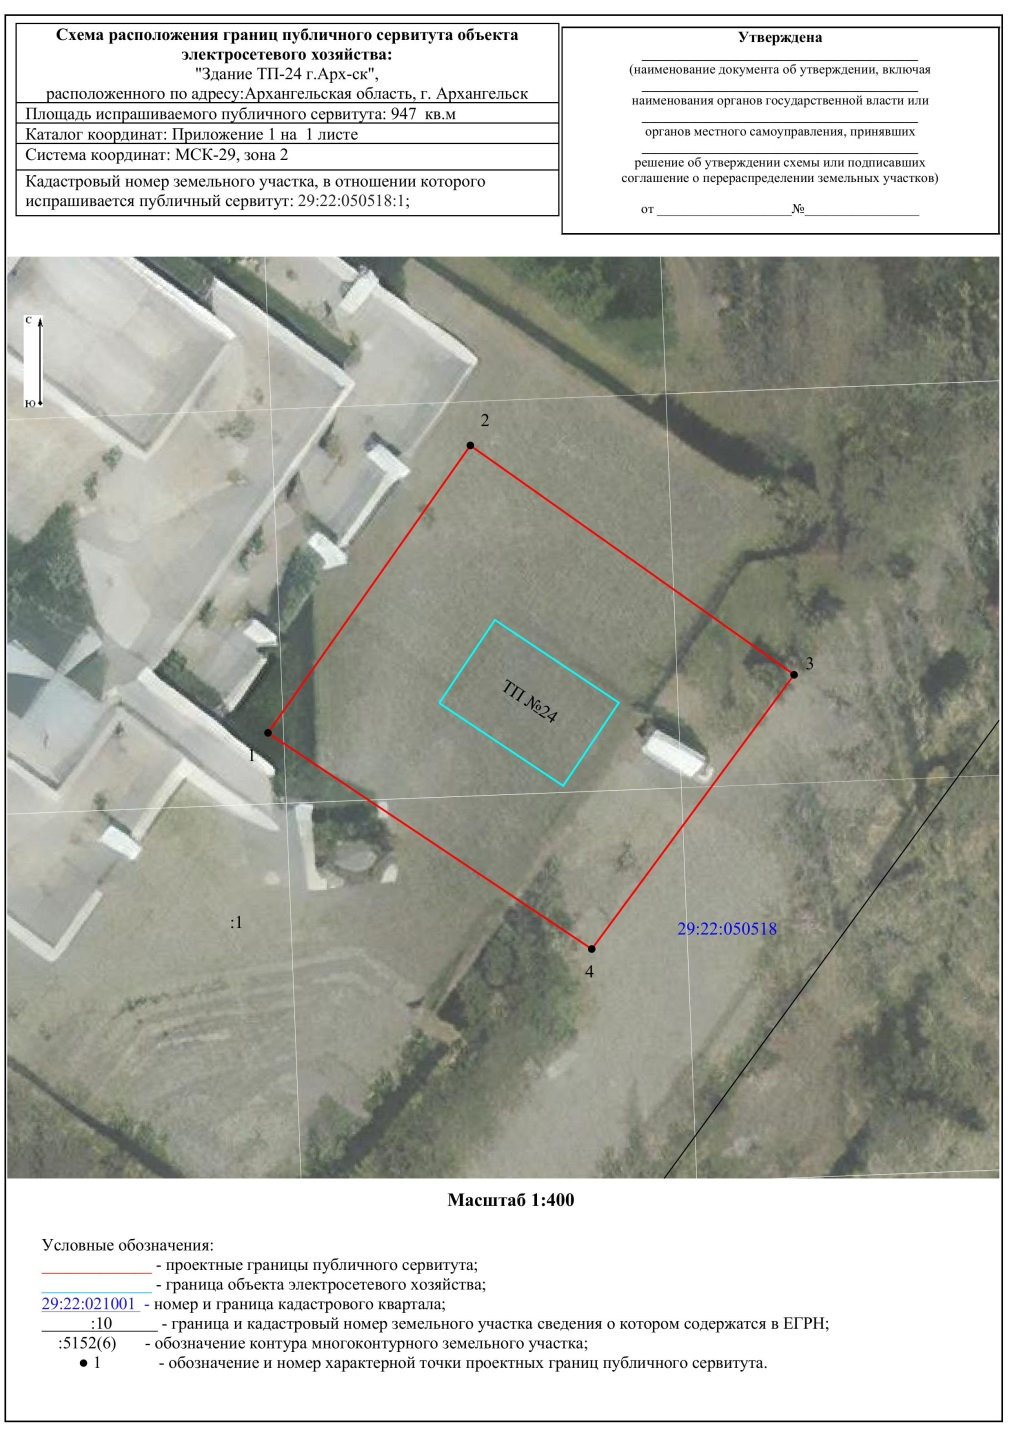 Схема расположения границ публичного сервитута объекта
электросетевого хозяйства:
"Здание ТП-24 г.Арх-ск",
расположенного по адресу:Архангельская область, г. Архангельск
Площадь испрашиваемого публичного сервитута: 947 кв.м
Каталог координат: Приложение 1 на 1 листе
Система координат: МСК-29, зона 2
Кадастровый номер земельного участка, в отношении которого
испрашивается публичный сервитут: 29:22:050518:1;
Утверждена
(наименование документа об утверждении, включая
наименования органов государственной власти или
органов местного самоуправления, принявших
решение об утверждении схемы или подписавших
соглашение о перераспределении земельных участков)
от ____________________№_________________
С
Ю
2
3
ТП №24
1
:1
29:22:050518
4
Масштаб 1:400
Условные обозначения:
- проектные границы публичного сервитута;
- граница объекта электросетевого хозяйства;
29:22:021001 - номер и граница кадастрового квартала;
:10 - граница и кадастровый номер земельного участка сведения о котором содержатся в ЕГРН;
:5152(6) - обозначение контура многоконтурного земельного участка;
● 1 - обозначение и номер характерной точки проектных границ публичного сервитута.